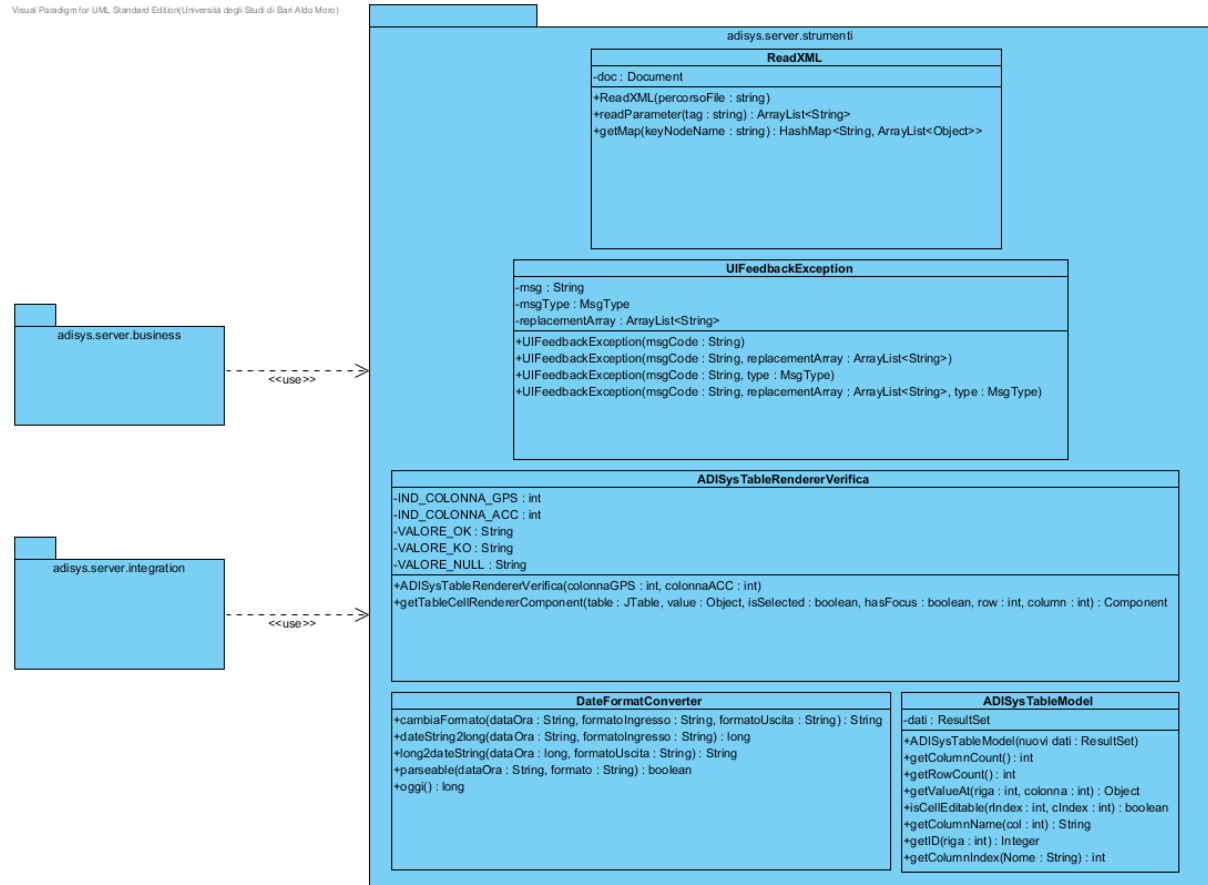 Visual Paradigm for UML Standard Edition(Università degli Studi di Bari Aldo Moro)
adisys.server.strumenti
ReadXML
-doc : Document
+ReadXML(percorsoFile : string)
+readParameter(tag : string) : ArrayList<String>
+getMap(keyNodeName : string) : HashMap<String, ArrayList<Object>>
UIFeedbackException
-msg : String
-msgType : MsgType
-replacementArray : ArrayList<String>
+UIFeedbackException(msgCode : String)
+UIFeedbackException(msgCode : String, replacementArray : ArrayList<String>)
+UIFeedbackException(msgCode : String, type : MsgType)
+UIFeedbackException(msgCode : String, replacementArray : ArrayList<String>, type : MsgType)
adisys.server.business
<<use>>
ADISysTableRendererVerifica
-IND_COLONNA_GPS : int
-IND_COLONNA_ACC : int
-VALORE_OK : String
-VALORE_KO : String
-VALORE_NULL : String
+ADISysTableRendererVerifica(colonnaGPS : int, colonnaACC : int)
+getTableCellRendererComponent(table : JTable, value : Object, isSelected : boolean, hasFocus : boolean, row : int, column : int) : Component
adisys.server.integration
<<use>>
DateFormatConverter
+cambiaFormato(dataOra : String, formatoIngresso : String, formatoUscita : String) : String
+dateString2long(dataOra : String, formatoIngresso : String) : long
+long2dateString(dataOra : long, formatoUscita : String) : String
+parseable(dataOra : String, formato : String) : boolean
+oggi() : long
ADISysTableModel
-dati : ResultSet
+ADISysTableModel(nuovi dati : ResultSet)
+getColumnCount() : int
+getRowCount() : int
+getValueAt(riga : int, colonna : int) : Object
+isCellEditable(rIndex : int, cIndex : int) : boolean
+getColumnName(col : int) : String
+getID(riga : int) : Integer
+getColumnIndex(Nome : String) : int